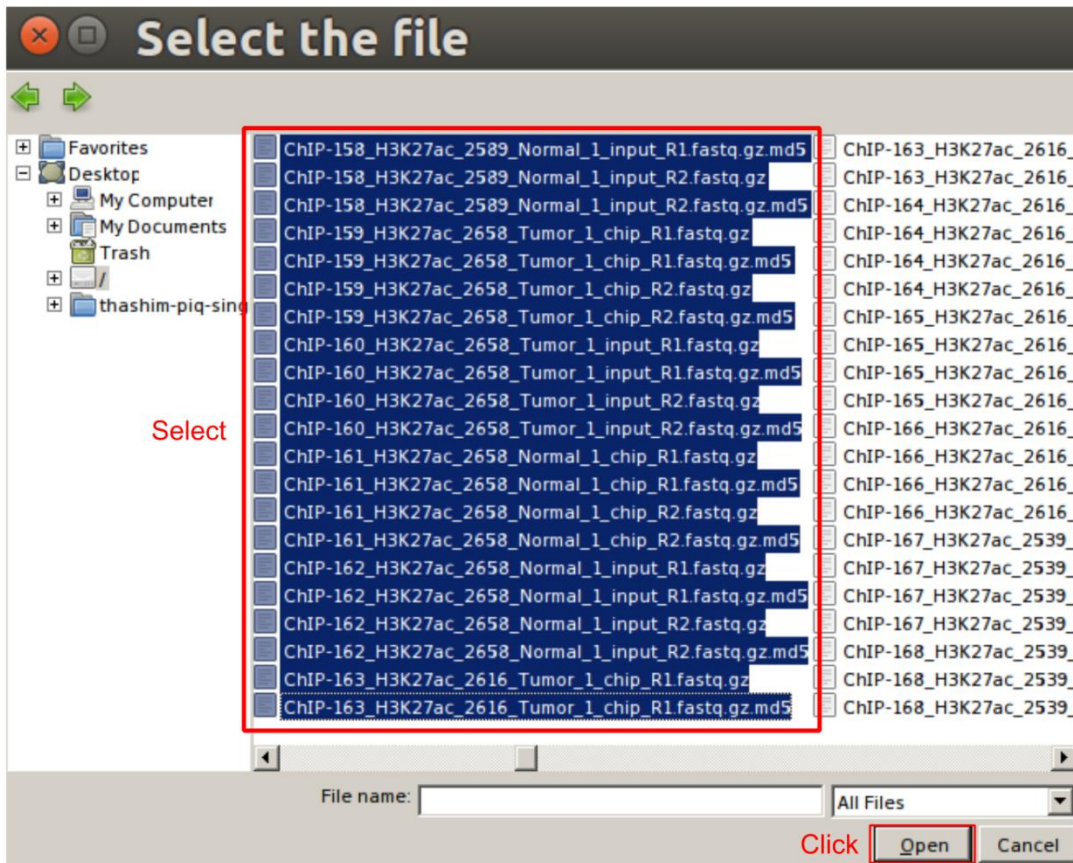 Select the file
Favorites
Desktop
My Computer
My Documents
Trash
/
thashim-piq-sing
Select
ChIP-158_H3K27ac_2589_Normal_1_input_R1.fastq.gz.md5
ChIP-158_H3K27ac_2589_Normal_1_input_R2.fastq.gz
ChIP-158_H3K27ac_2589_Normal_1_input_R2.fastq.gz.md5
ChIP-159_H3K27ac_2658_Tumor_1_chip_R1.fastq.gz
ChIP-159_H3K27ac_2658_Tumor_1_chip_R1.fastq.gz.md5
ChIP-159_H3K27ac_2658_Tumor_1_chip_R2.fastq.gz
ChIP-159_H3K27ac_2658_Tumor_1_chip_R2.fastq.gz.md5
ChIP-160_H3K27ac_2658_Tumor_1_input_R1.fastq.gz
ChIP-160_H3K27ac_2658_Tumor_1_input_R1.fastq.gz.md5
ChIP-160_H3K27ac_2658_Tumor_1_input_R2.fastq.gz
ChIP-160_H3K27ac_2658_Tumor_1_input_R2.fastq.gz.md5
ChIP-161_H3K27ac_2658_Normal_1_chip_R1.fastq.gz
ChIP-161_H3K27ac_2658_Normal_1_chip_R1.fastq.gz.md5
ChIP-161_H3K27ac_2658_Normal_1_chip_R2.fastq.gz
ChIP-161_H3K27ac_2658_Normal_1_chip_R2.fastq.gz.md5
ChIP-162_H3K27ac_2658_Normal_1_input_R1.fastq.gz
ChIP-162_H3K27ac_2658_Normal_1_input_R1.fastq.gz.md5
ChIP-162_H3K27ac_2658_Normal_1_input_R2.fastq.gz
ChIP-162_H3K27ac_2658_Normal_1_input_R2.fastq.gz.md5
ChIP-163_H3K27ac_2616_Tumor_1_chip_R1.fastq.gz
ChIP-163_H3K27ac_2616_Tumor_1_chip_R1.fastq.gz.md5
ChIP-163_H3K27ac_2616_
ChIP-163_H3K27ac_2616_
ChIP-164_H3K27ac_2616_
ChIP-164_H3K27ac_2616_
ChIP-164_H3K27ac_2616_
ChIP-164_H3K27ac_2616_
ChIP-165_H3K27ac_2616_
ChIP-165_H3K27ac_2616_
ChIP-165_H3K27ac_2616_
ChIP-165_H3K27ac_2616_
ChIP-166_H3K27ac_2616_
ChIP-166_H3K27ac_2616_
ChIP-166_H3K27ac_2616_
ChIP-166_H3K27ac_2616_
ChIP-167_H3K27ac_2539_
ChIP-167_H3K27ac_2539_
ChIP-167_H3K27ac_2539_
ChIP-167_H3K27ac_2539_
ChIP-168_H3K27ac_2539_
ChIP-168_H3K27ac_2539_
ChIP-168_H3K27ac_2539_
File name:
All Files
Click
Open
Cancel